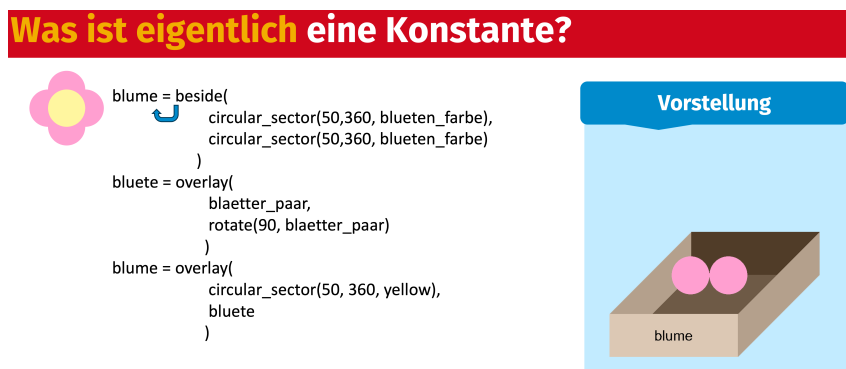 Was ist eigentlich eine Konstante?
blume = beside(
circular_sector(50,360, blueten_farbe),
circular_sector(50,360, blueten_farbe)
)
bluete = overlay(
blaetter_paar,
rotate(90, blaetter_paar)
)
blume = overlay(
circular_sector(50, 360, yellow),
bluete
)
Vorstellung
blume